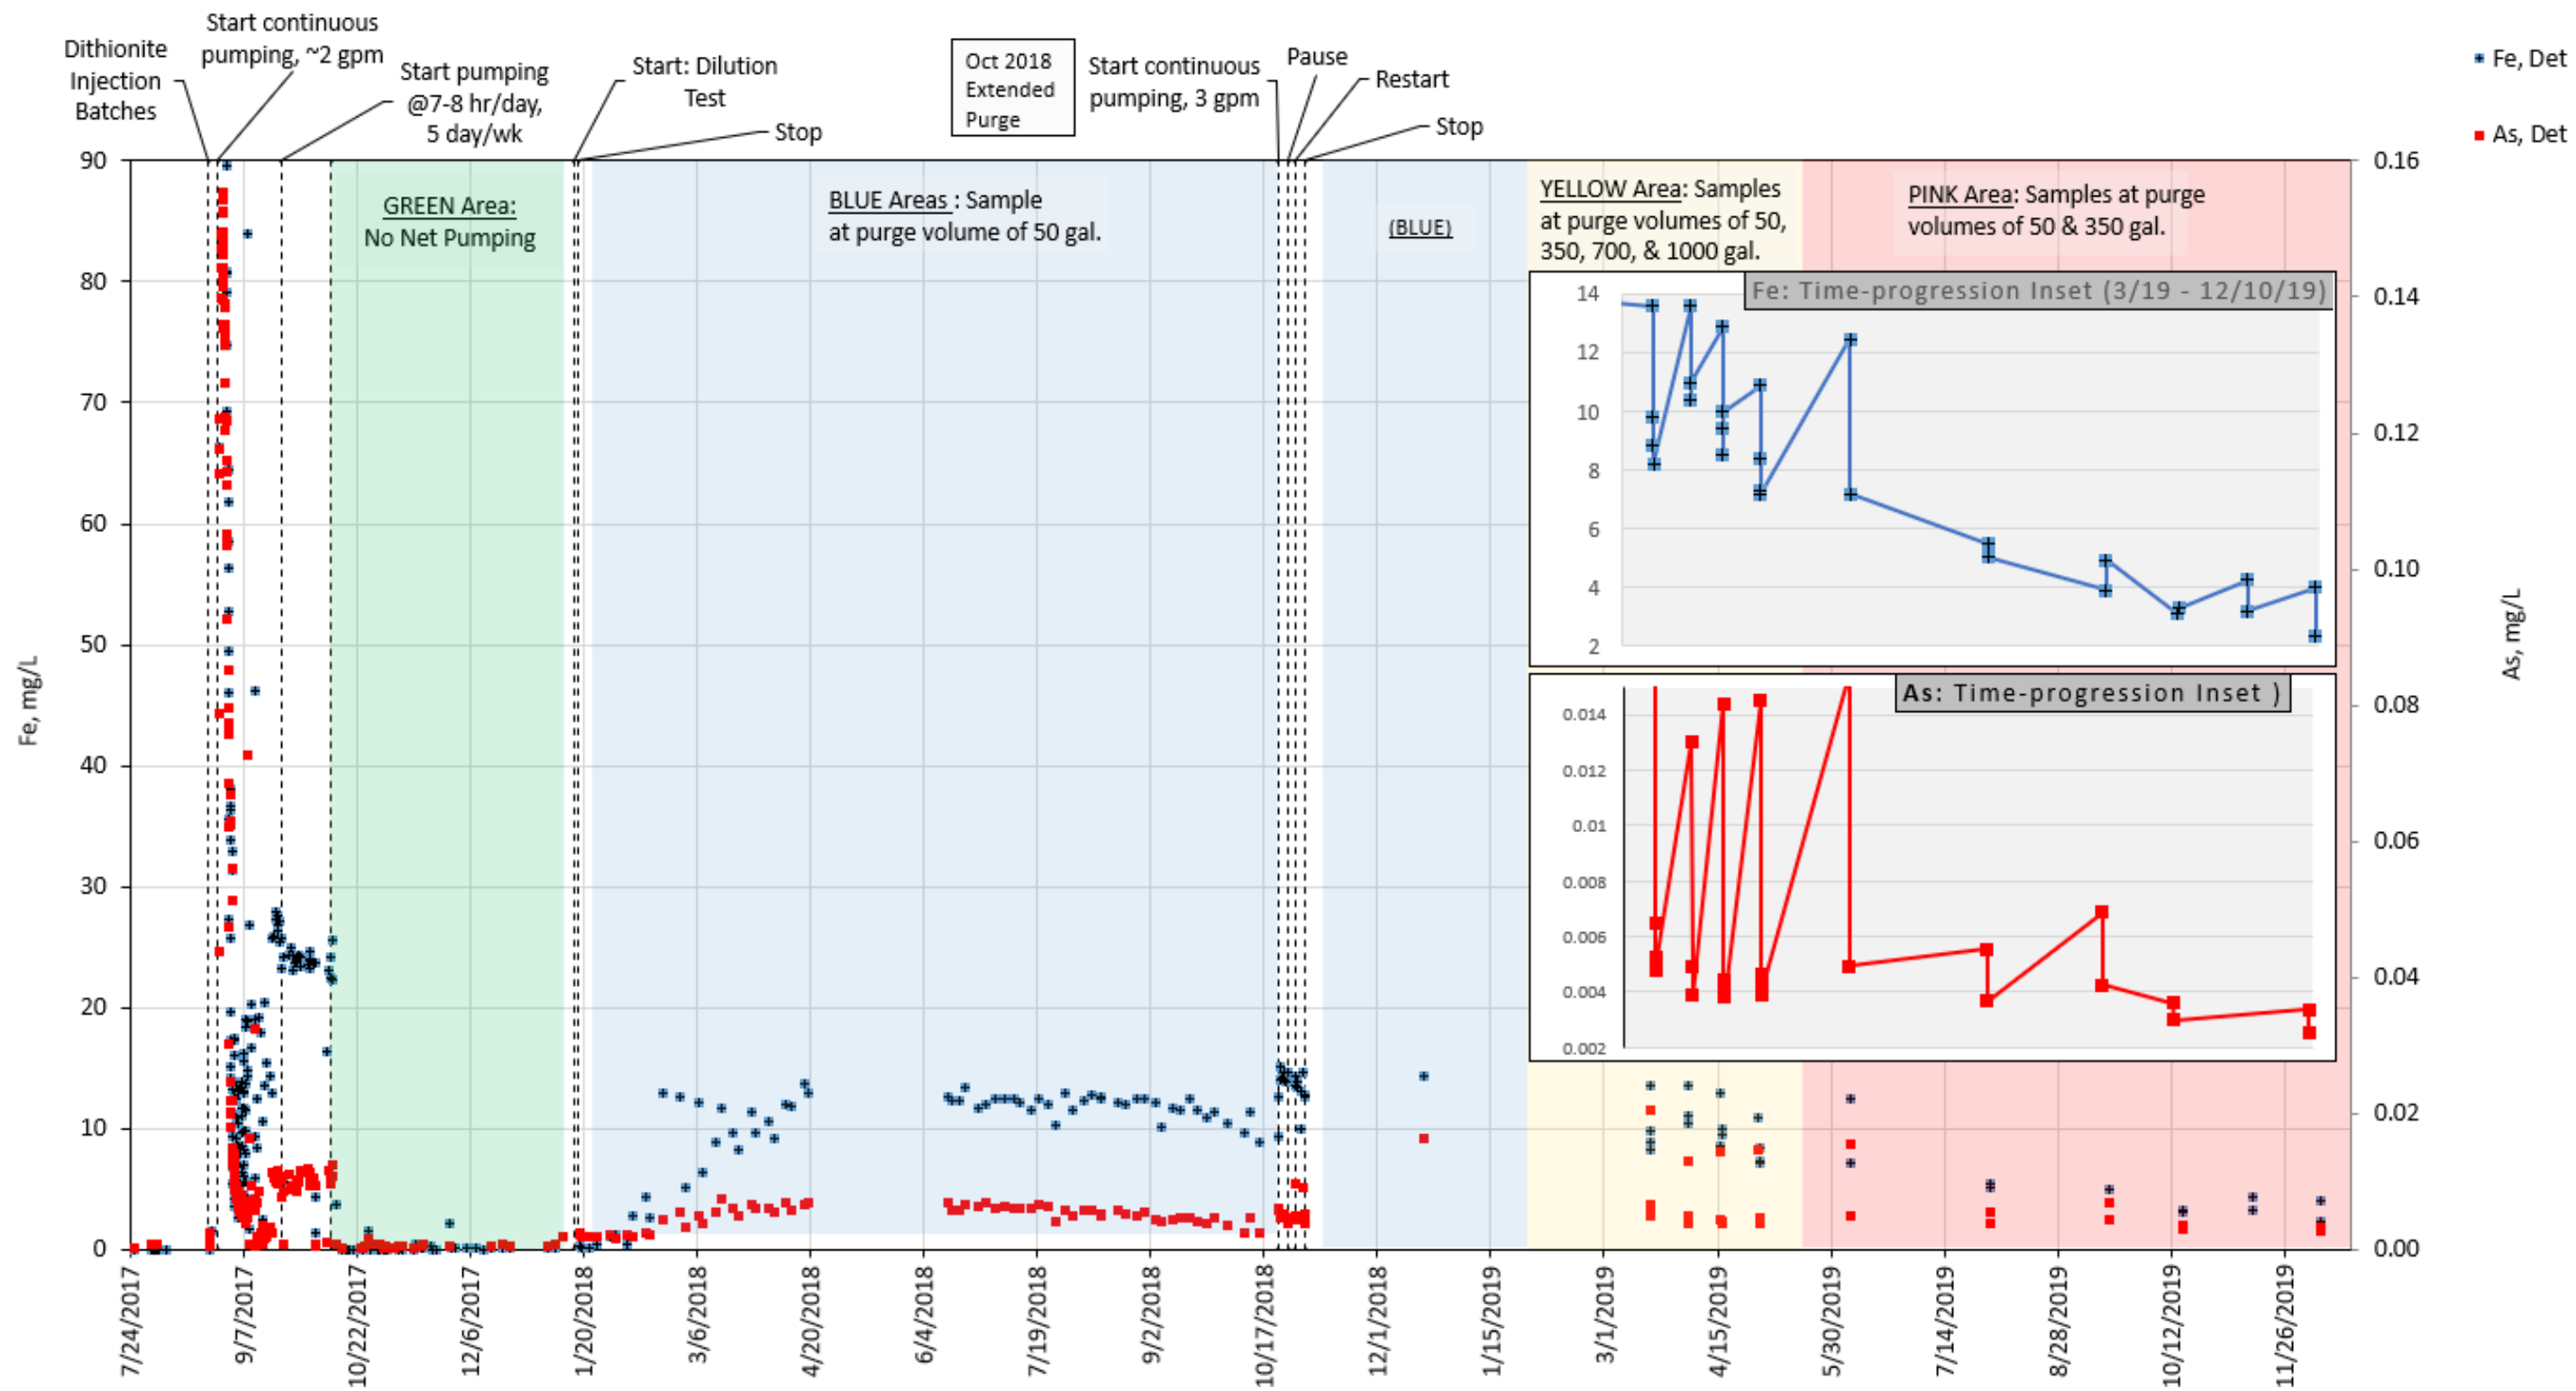 Start continuous
pumping, ~2 gpm
Dithionite
Injection
Batches
Start pumping
@7-8 hr/day,
5 day/wk
Start: Dilution
Test
Stop
Oct 2018
Extended
Purge
Start continuous
pumping, 3 gpm
Pause
Restart
Stop
Fe, Det
As, Det
GREEN Area:
No Net Pumping
BLUE Areas : Sample
at purge volume of 50 gal.
(BLUE)
YELLOW Area: Samples
at purge volumes of 50,
350, 700, & 1000 gal.
PINK Area: Samples at purge
volumes of 50 & 350 gal.
Fe: Time-progression Inset (3/19 - 12/10/19)
14
12
10
8
6
4
2
As: Time-progression Inset )
0.014
0.012
0.01
0.008
0.006
0.004
0.002
Fe, mg/L
90
80
70
60
50
40
30
20
10
0
As, mg/L
0.16
0.14
0.12
0.10
0.08
0.06
0.04
0.02
0.00
7/24/2017
9/7/2017
10/22/2017
12/6/2017
1/20/2018
3/6/2018
4/20/2018
6/4/2018
7/19/2018
9/2/2018
10/17/2018
12/1/2018
1/15/2019
3/1/2019
4/15/2019
5/30/2019
7/14/2019
8/28/2019
10/12/2019
11/26/2019